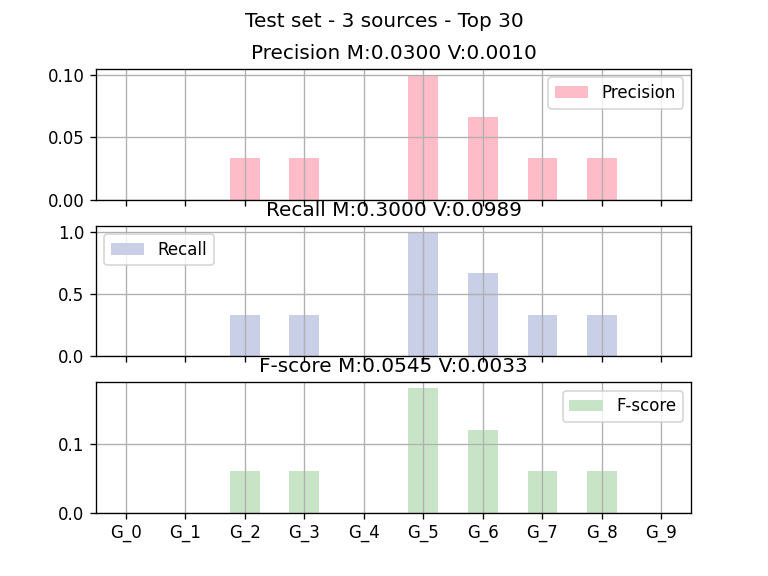 Test set - 3 sources - Top 30
Precision M:0.0300 V:0.0010
0.10
0.05
0.00
Precision
Recall M:0.3000 V:0.0989
1.0
0.5
0.0
Recall
F-score M:0.0545 V:0.0033
0.1
0.0
F-score
G_0 G_1 G_2 G_3 G_4 G_5 G_6 G_7 G_8 G_9